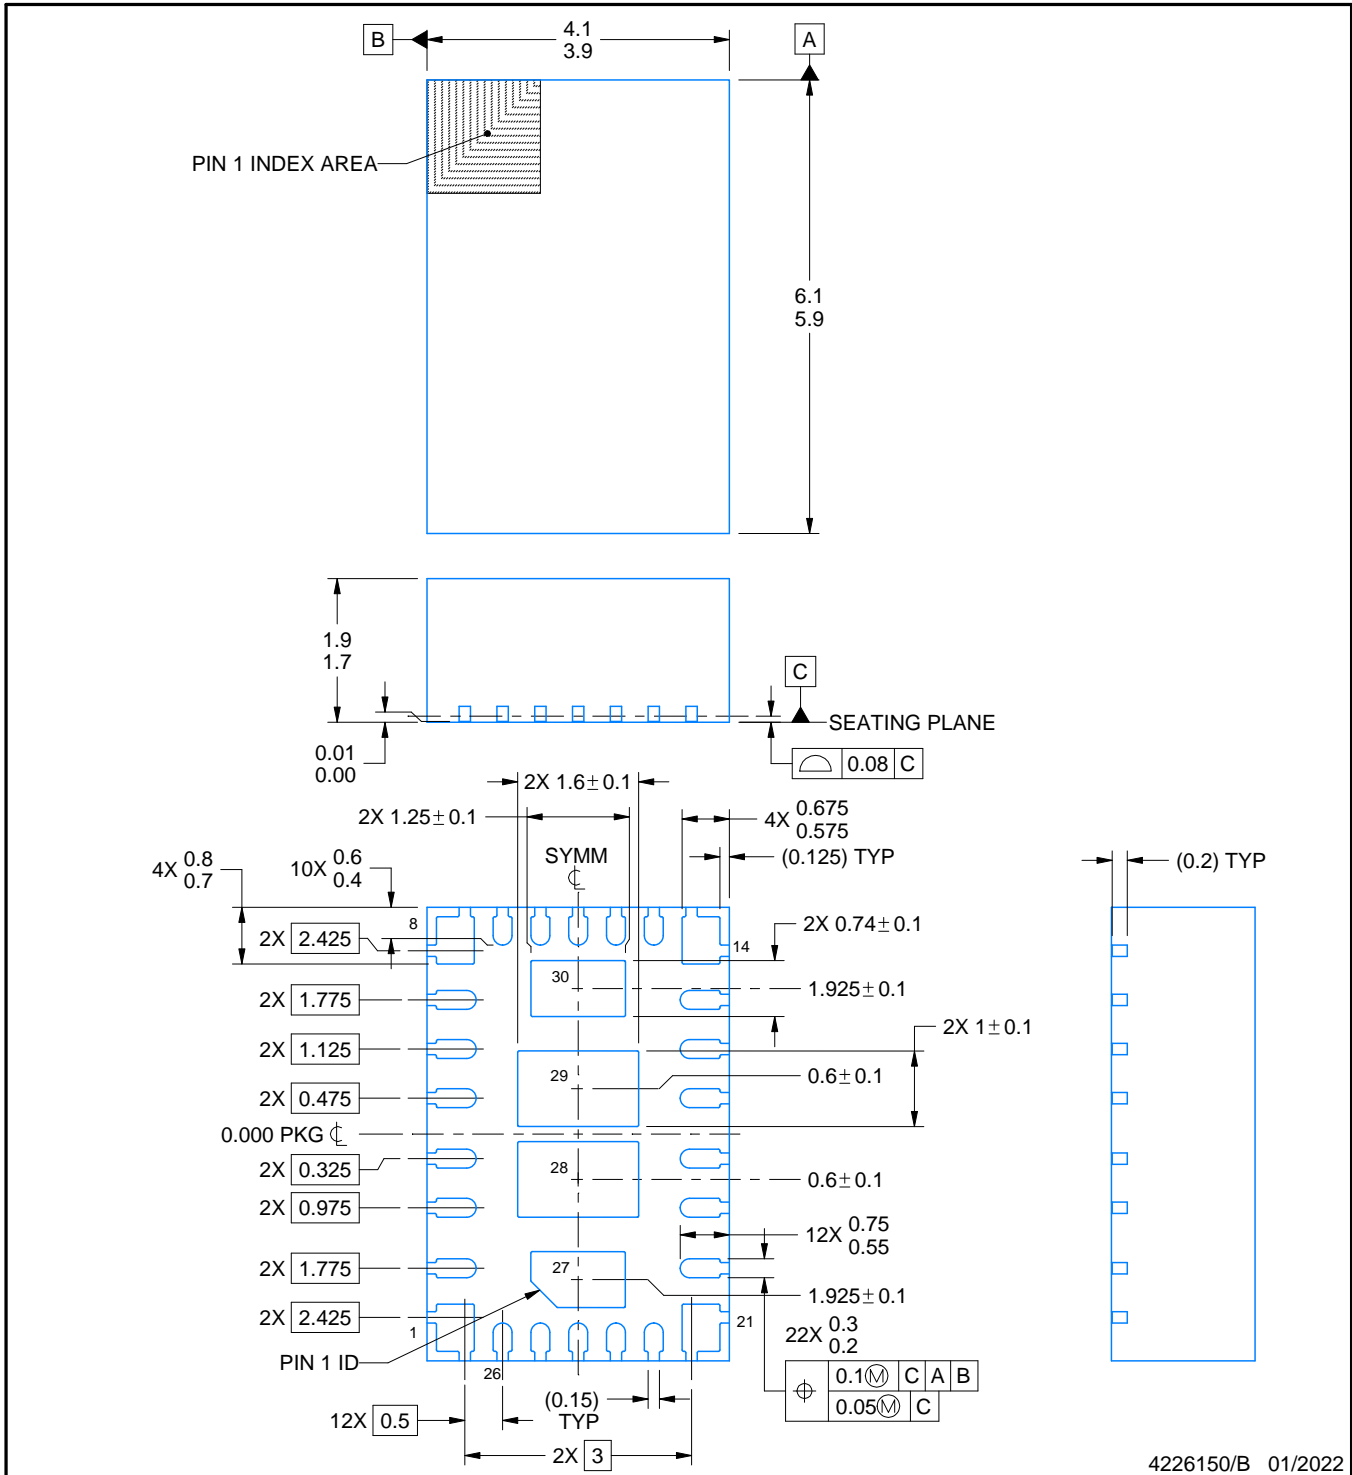 B
4.1
3.9
A
PIN 1 INDEX AREA
6.1
5.9
1.9
1.7
C
SEATING PLANE
0.01
0.00
0.08 C
2X 1.6±0.1
2X 1.25±0.1
4X 0.675
0.575
(0.125) TYP
SYMM
(0.2) TYP
4X 0.8
0.7
10X 0.6
0.4
8
14
2X 2.425
2X 0.74±0.1
30
2X 1.775
1.925±0.1
2X 1±0.1
2X 1.125
29
0.6±0.1
2X 0.475
0.000 PKG ℄
2X 0.325
28
0.6±0.1
2X 0.975
12X 0.75
0.55
2X 1.775
27
1.925±0.1
2X 2.425
1
21
22X 0.3
0.2
PIN 1 ID
26
0.1Ⓜ C A B
0.05Ⓜ C
(0.15)
TYP
12X 0.5
2X 3
4226150/B 01/2022